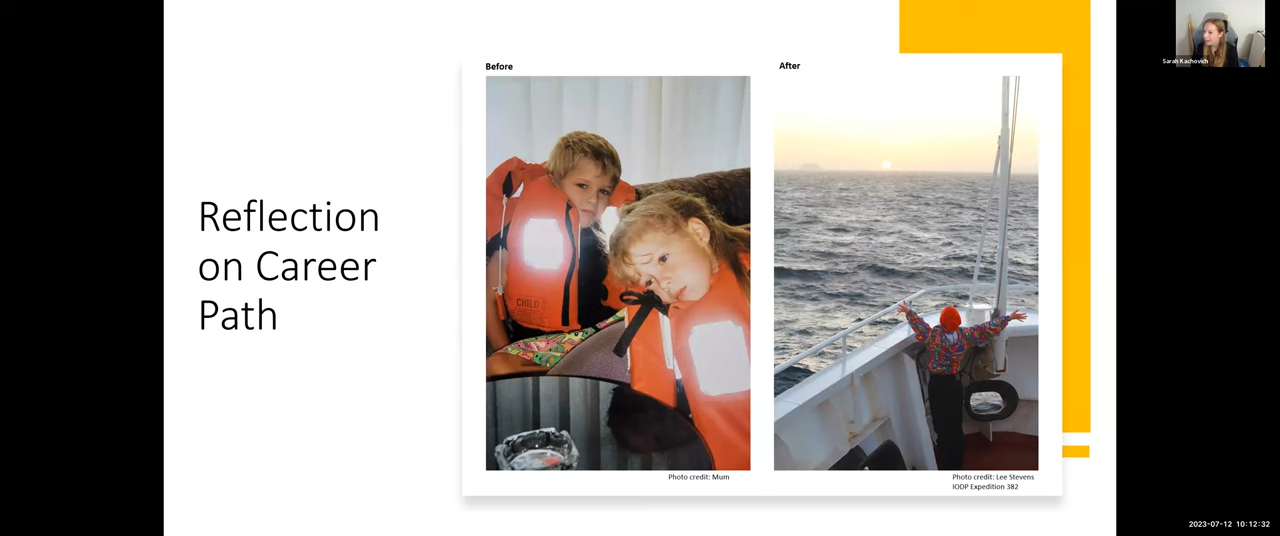 Reflection
on Career
Path
Before
After
CHILD
Photo credit: Mum
Photo credit: Lee Stevens
IODP Expedition 382
Sarah Kachovich
2023-07-12 10:12:32